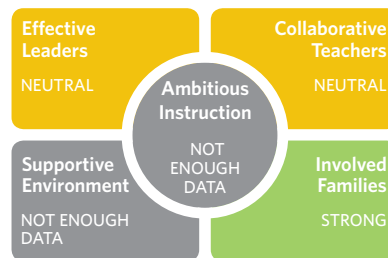 Effective
Leaders
NEUTRAL
Collaborative
Teachers
NEUTRAL
Ambitious
Instruction
NOT
ENOUGH
DATA
Supportive
Environment
NOT ENOUGH
DATA
Involved
Families
STRONG